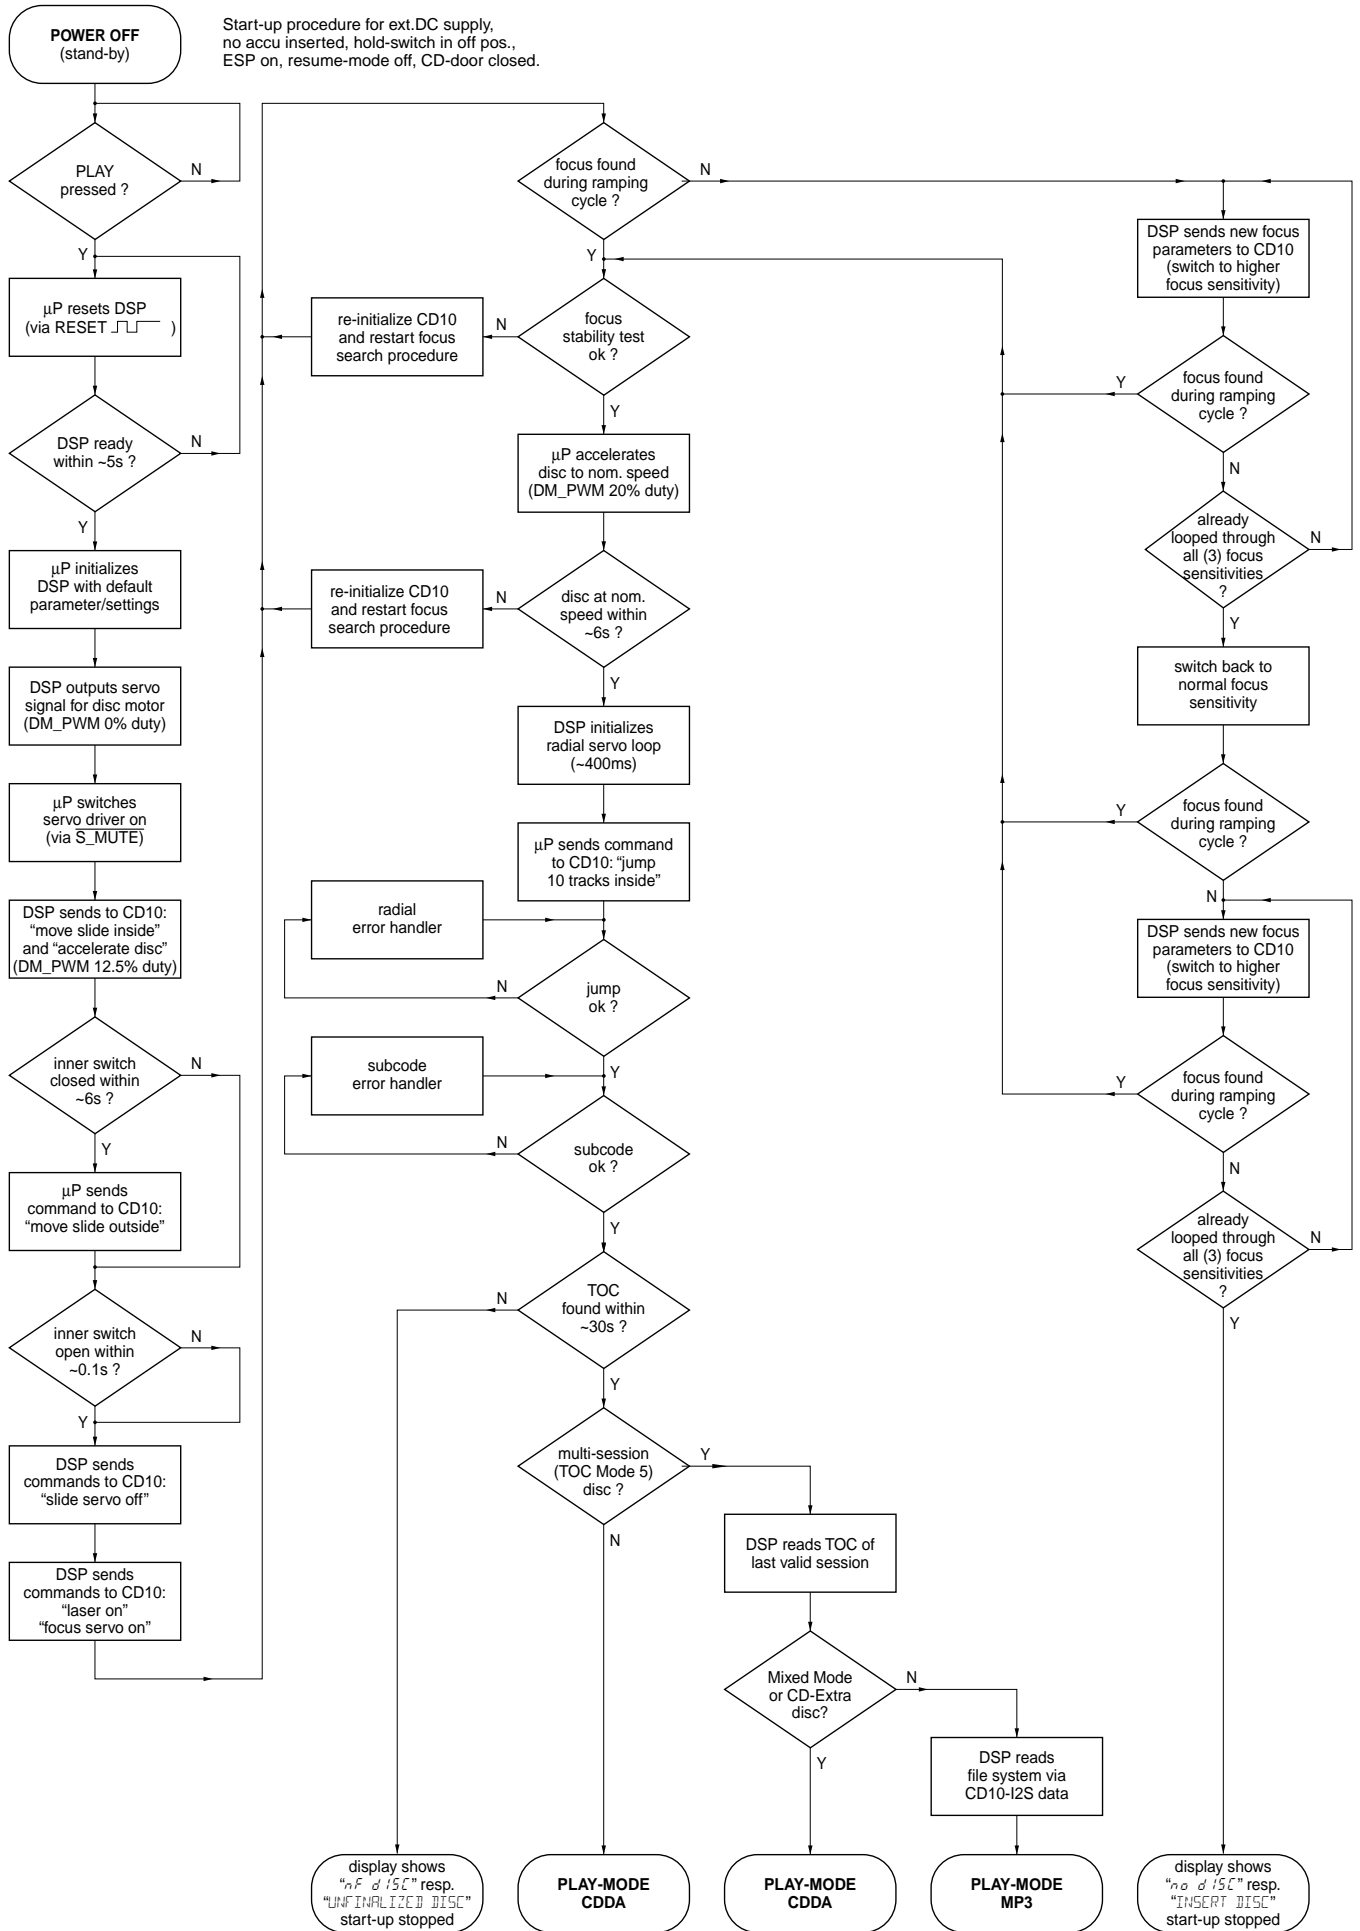 POWER OFF
(stand-by)
Start-up procedure for ext.DC supply,
no accu inserted, hold-switch in off pos.,
ESP on, resume-mode off, CD-door closed.
PLAY
pressed ?
N
Y
µP resets DSP
(via RESET )
DSP ready
within ~5s ?
N
Y
µP initializes
DSP with default
parameter/settings
DSP outputs servo
signal for disc motor
(DM_PWM 0% duty)
µP switches
servo driver on
(via S_MUTE)
DSP sends to CD10:
“move slide inside”
and “accelerate disc”
(DM_PWM 12.5% duty)
inner switch
closed within
~6s ?
N
Y
µP sends
command to CD10:
“move slide outside”
inner switch
open within
~0.1s ?
N
Y
DSP sends
commands to CD10:
“slide servo off”
DSP sends
commands to CD10:
“laser on”
“focus servo on”
focus found
during ramping
cycle ?
N
Y
focus
stability test
ok ?
N
re-initialize CD10
and restart focus
search procedure
Y
µP accelerates
disc to nom. speed
(DM_PWM 20% duty)
disc at nom.
speed within
~6s ?
N
re-initialize CD10
and restart focus
search procedure
Y
DSP initializes
radial servo loop
(~400ms)
µP sends command
to CD10: “jump
10 tracks inside”
radial
error handler
jump
ok ?
N
Y
subcode
error handler
subcode
ok ?
N
Y
TOC
found within
~30s ?
N
Y
multi-session
(TOC Mode 5)
disc ?
Y
N
DSP reads TOC of
last valid session
Mixed Mode
or CD-Extra
disc?
N
Y
DSP reads
file system via
CD10-I2S data
DSP sends new focus
parameters to CD10
(switch to higher
focus sensitivity)
focus found
during ramping
cycle ?
Y
N
already
looped through
all (3) focus
sensitivities
?
N
Y
switch back to
normal focus
sensitivity
focus found
during ramping
cycle ?
Y
N
DSP sends new focus
parameters to CD10
(switch to higher
focus sensitivity)
focus found
during ramping
cycle ?
Y
N
already
looped through
all (3) focus
sensitivities
?
N
Y
display shows
“nF dISC” resp.
“UNFINALIZED DISC”
start-up stopped
PLAY-MODE
CDDA
PLAY-MODE
CDDA
PLAY-MODE
MP3
display shows
“no dISC” resp.
“INSERT DISC”
start-up stopped